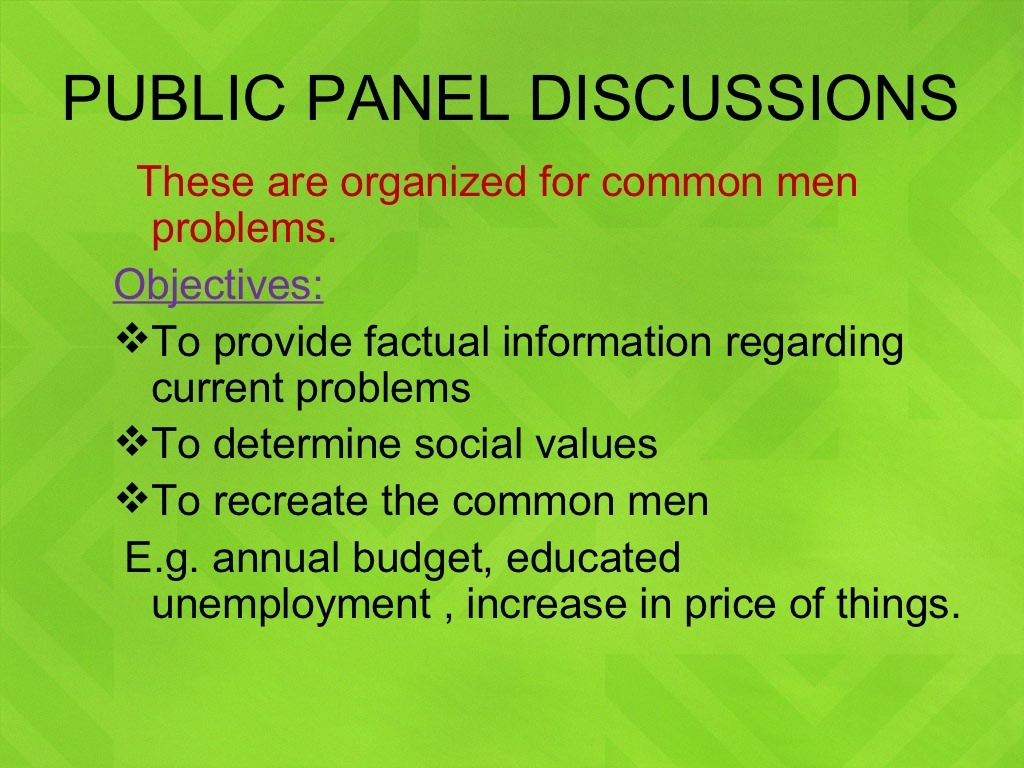 PUBLIC PANEL DISCUSSIONS
These are organized for common men
problems.
Objectives:
❖To provide factual information regarding
current problems
❖To determine social values
❖To recreate the common men
E.g. annual budget, educated
unemployment , increase in price of things.